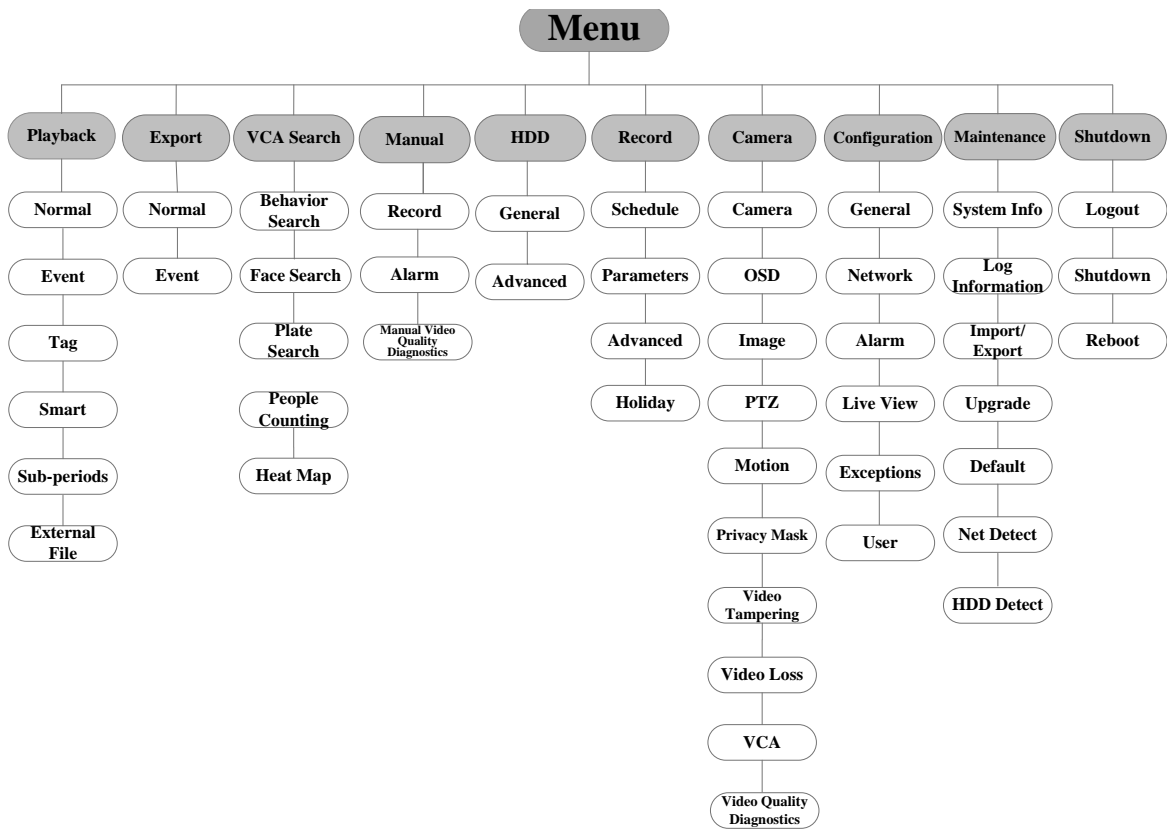 Menu
Playback
Export
VCA Search
Manual
HDD
Record
Camera
Configuration
Maintenance
Shutdown
Normal
Event
Tag
Smart
Sub-periods
External
File
Normal
Event
Behavior
Search
Face Search
Plate
Search
People
Counting
Heat Map
Record
Alarm
Manual Video
Quality
Diagnostics
General
Advanced
Schedule
Parameters
Advanced
Holiday
Camera
OSD
Image
PTZ
Motion
Privacy Mask
Video
Tampering
Video Loss
VCA
Video Quality
Diagnostics
General
Network
Alarm
Live View
Exceptions
User
System Info
Log
Information
Import/
Export
Upgrade
Default
Net Detect
HDD Detect
Logout
Shutdown
Reboot